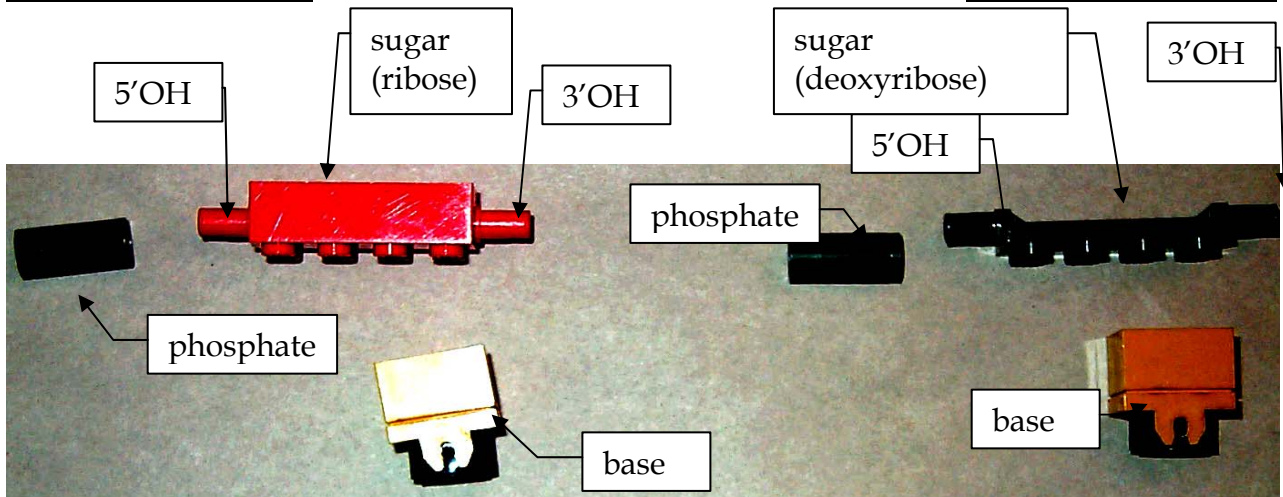 sugar
(ribose)
5'OH
3'OH
phosphate
base
sugar
(deoxyribose)
3'OH
5'OH
phosphate
base